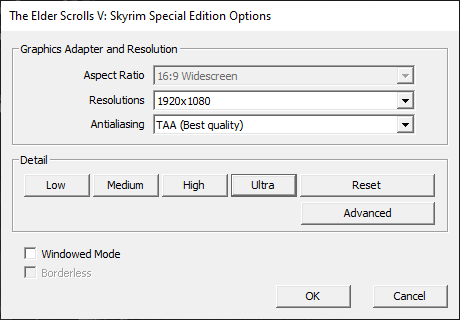 The Elder Scrolls V: Skyrim Special Edition Options
Graphics Adapter and Resolution
Aspect Ratio 16:9 Widescreen
Resolutions 1920x1080
Antialiasing TAA (Best quality)
Detail
Low Medium High Ultra Reset
Advanced
Windowed Mode
Borderless
OK Cancel